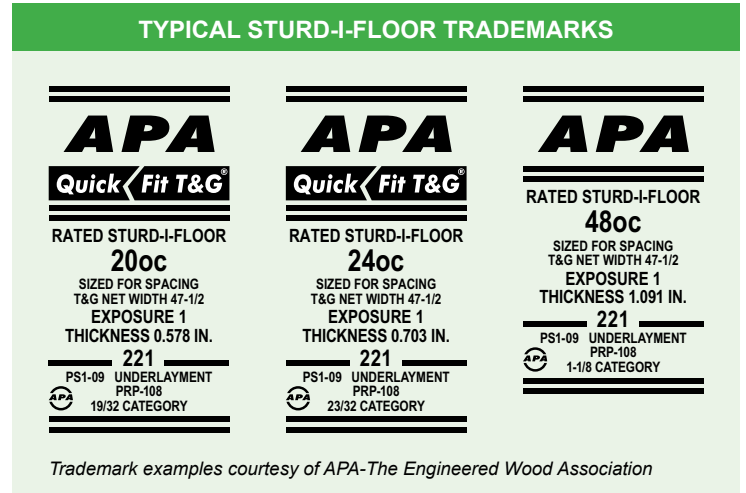 TYPICAL STURD-I-FLOOR TRADEMARKS
APA
Quick Fit T&G®
RATED STURD-I-FLOOR
20oc
SIZED FOR SPACING
T&G NET WIDTH 47-1/2
EXPOSURE 1
THICKNESS 0.578 IN.
221
PS1-09 UNDERLAYMENT
PRP-108
APA
19/32 CATEGORY
APA
Quick Fit T&G®
RATED STURD-I-FLOOR
24oc
SIZED FOR SPACING
T&G NET WIDTH 47-1/2
EXPOSURE 1
THICKNESS 0.703 IN.
221
PS1-09 UNDERLAYMENT
PRP-108
APA
23/32 CATEGORY
APA
RATED STURD-I-FLOOR
48oc
SIZED FOR SPACING
T&G NET WIDTH 47-1/2
EXPOSURE 1
THICKNESS 1.091 IN.
221
PS1-09 UNDERLAYMENT
PRP-108
APA
1-1/8 CATEGORY
Trademark examples courtesy of APA-The Engineered Wood Association